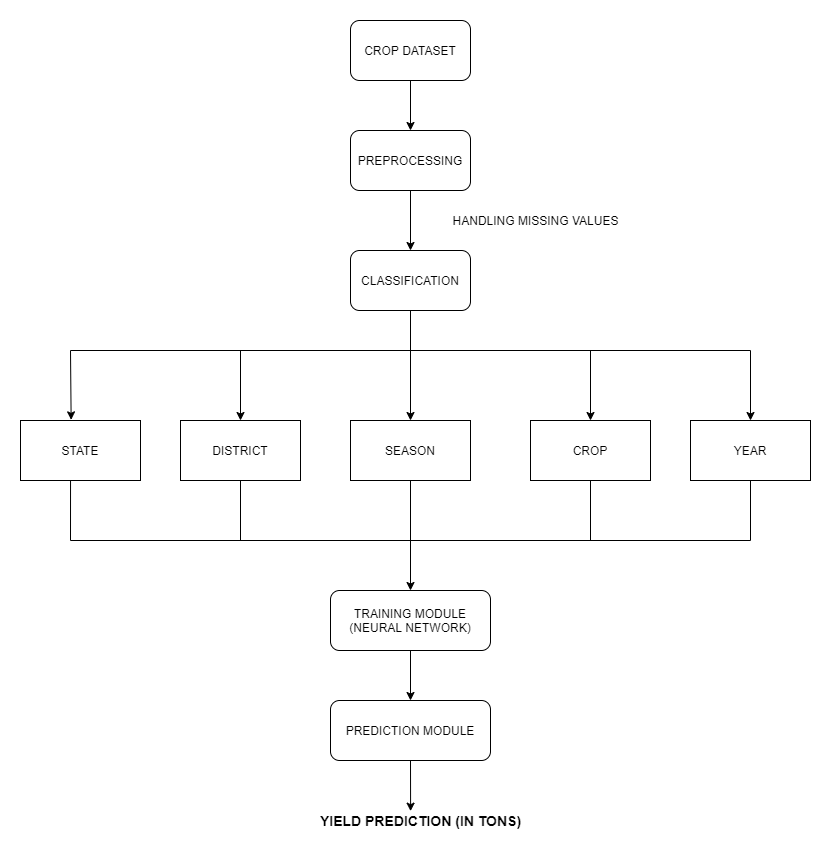 CROP DATASET
PREPROCESSING
HANDLING MISSING VALUES
CLASSIFICATION
STATE
DISTRICT
SEASON
CROP
YEAR
TRAINING MODULE
(NEURAL NETWORK)
PREDICTION MODULE
YIELD PREDICTION (IN TONS)